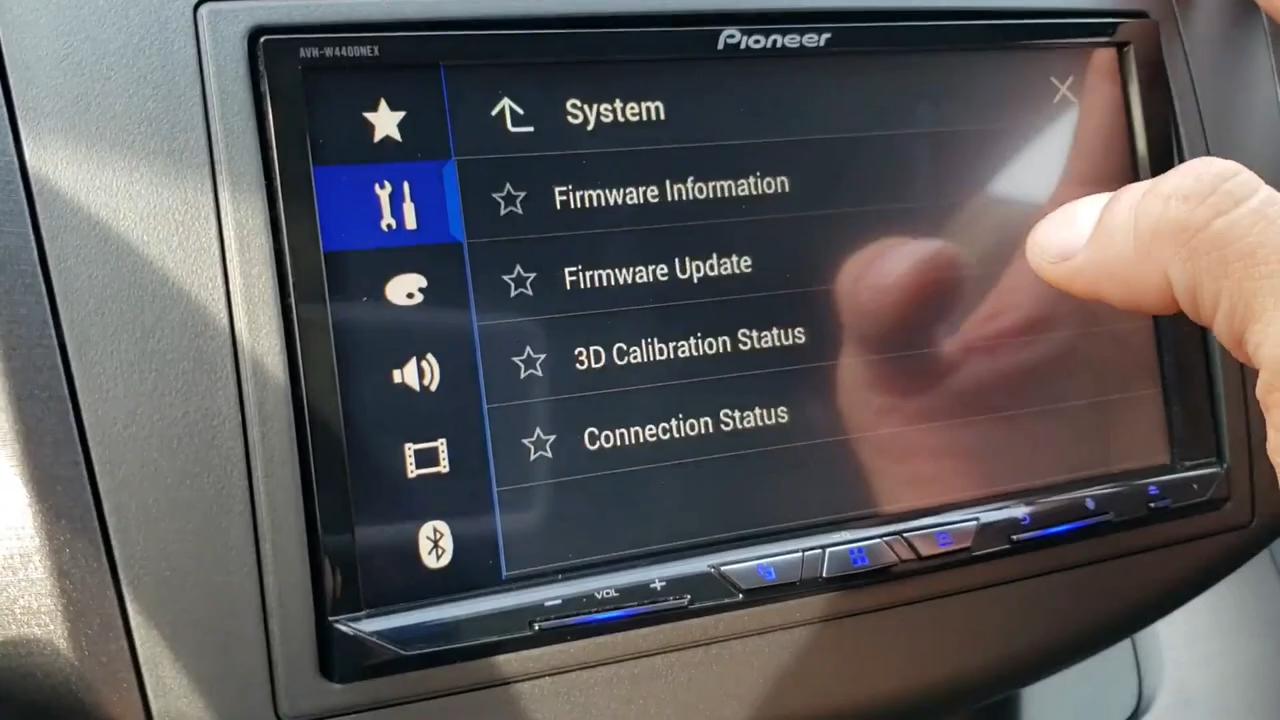 AVH-W4400NEX
Pioneer
System
Firmware Information
Firmware Update
3D Calibration Status
Connection Status
VOL